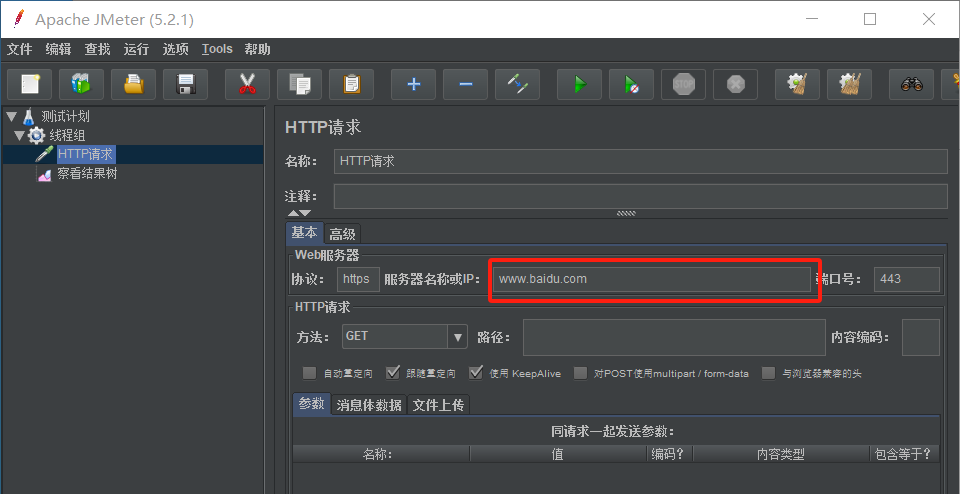 Apache JMeter (5.2.1)
文件 编辑 查找 运行 选项 Tools 帮助
STOP
测试计划
线程组
HTTP请求
察看结果树
HTTP请求
名称： HTTP请求
注释：
基本 高级
Web服务器
协议： https 服务器名称或IP： www.baidu.com 端口号： 443
HTTP请求
方法： GET 路径： 内容编码：
自动重定向 跟随重定向 使用 KeepAlive 对POST使用multipart / form-data 与浏览器兼容的头
参数 消息体数据 文件上传
同请求一起发送参数：
名称： 值 编码？ 内容类型 包含等于？